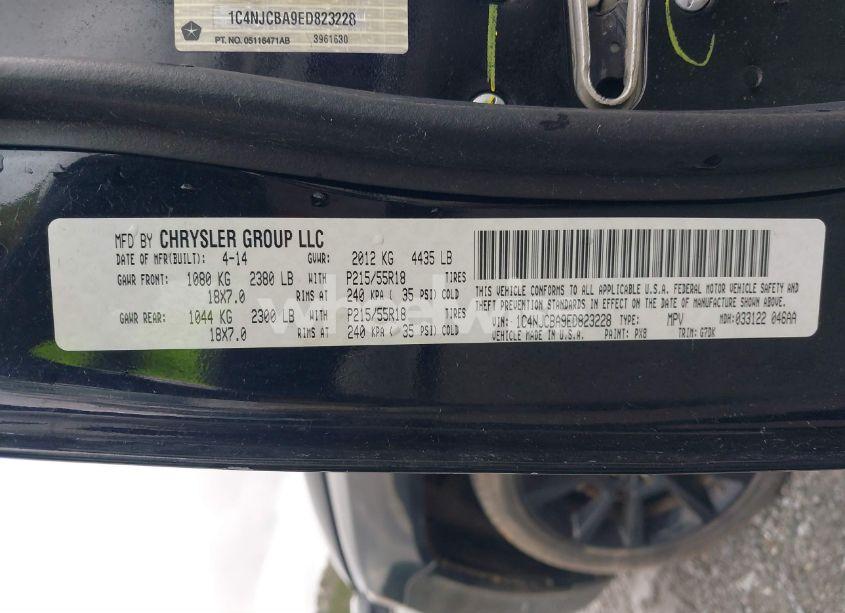 1C4NJCBA9ED823228
PT. NO. 05116471AB 3961630
MFD BY CHRYSLER GROUP LLC
DATE OF MFR(BUILT): 4-14 GVWR: 2012 KG 4435 LB
GAWR FRONT: 1080 KG 2380 LB WITH P215/55R18 TIRES
18X7.0 RIMS AT 240 KPA ( 35 PSI) COLD
GAWR REAR: 1044 KG 2300 LB WITH P215/55R18 TIRES
18X7.0 RIMS AT 240 KPA ( 35 PSI) COLD
THIS VEHICLE CONFORMS TO ALL APPLICABLE U.S.A. FEDERAL MOTOR VEHICLE SAFETY AND
THEFT PREVENTION STANDARDS IN EFFECT ON THE DATE OF MANUFACTURE SHOWN ABOVE.
VIN: 1C4NJCBA9ED823228 TYPE: MPV MDH: 033122 046AA
VEHICLE MADE IN U.S.A. PAINT: PX8 TRIM: G7DK